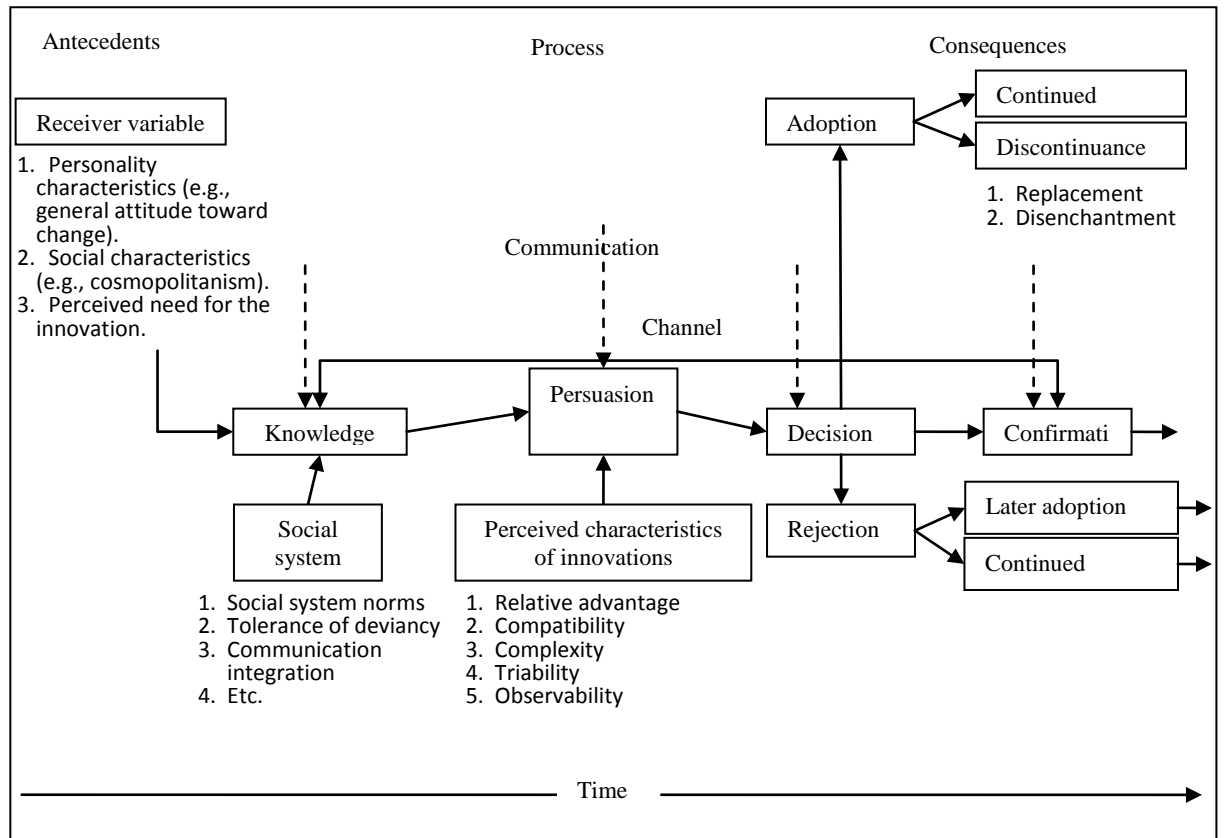 Antecedents
Process
Consequences
Receiver variable
1. Personality
characteristics (e.g.,
general attitude toward
change).
2. Social characteristics
(e.g., cosmopolitanism).
3. Perceived need for the
innovation.
Adoption
Continued
Discontinuance
1. Replacement
2. Disenchantment
Communication
Channel
Knowledge
Persuasion
Decision
Confirmati
Social
system
1. Social system norms
2. Tolerance of deviancy
3. Communication
integration
4. Etc.
Perceived characteristics
of innovations
1. Relative advantage
2. Compatibility
3. Complexity
4. Triability
5. Observability
Rejection
Later adoption
Continued
Time